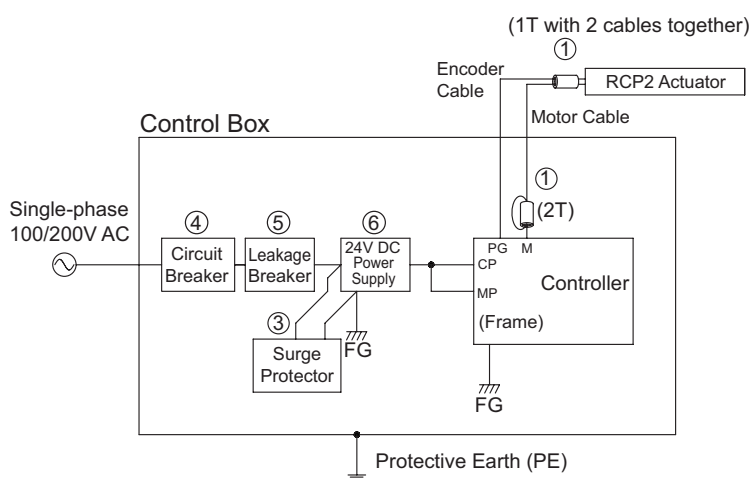 (1T with 2 cables together)
①
Encoder
Cable
RCP2 Actuator
Motor Cable
Control Box
①
(2T)
Single-phase
100/200V AC
④
⑤
⑥
Circuit
Breaker
Leakage
Breaker
24V DC
Power
Supply
PG M
CP
MP
Controller
(Frame)
③
Surge
Protector
FG
FG
Protective Earth (PE)